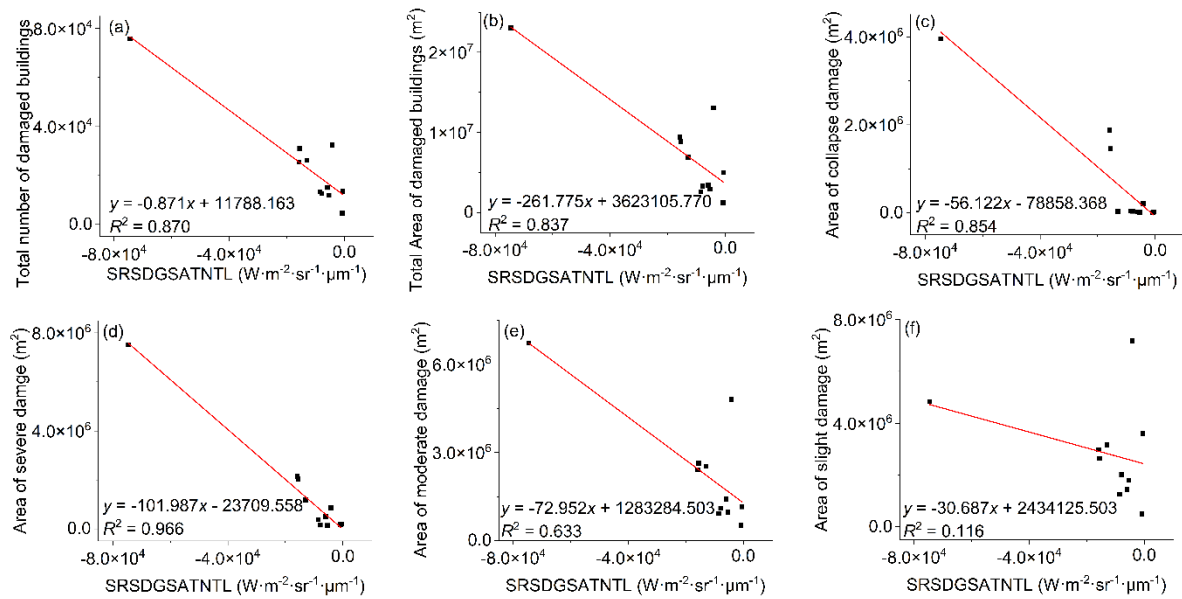 (a)
Total number of damaged buildings
8.0×10⁴
4.0×10⁴
0.0
y = -0.871x + 11788.163
R² = 0.870
-8.0×10⁴
-4×10⁴
0.0
SRSDGSATNTL (W·m⁻²·sr⁻¹·μm⁻¹)
(b)
Total Area of damaged buildings (m²)
2×10⁷
1×10⁷
0
y = -261.775x + 3623105.770
R² = 0.837
-8.0×10⁴
-4×10⁴
0.0
SRSDGSATNTL (W·m⁻²·sr⁻¹·μm⁻¹)
(c)
Area of collapse damage (m²)
4.0×10⁶
2.0×10⁶
0.0
y = -56.122x - 78858.368
R² = 0.854
-8.0×10⁴
-4×10⁴
0.0
SRSDGSATNTL (W·m⁻²·sr⁻¹·μm⁻¹)
(d)
Area of severe damge (m²)
8.0×10⁶
4.0×10⁶
0.0
y = -101.987x - 23709.558
R² = 0.966
-8.0×10⁴
-4×10⁴
0.0
SRSDGSATNTL (W·m⁻²·sr⁻¹·μm⁻¹)
(e)
Area of moderate damage (m²)
6.0×10⁶
3.0×10⁶
0.0
y = -72.952x + 1283284.503
R² = 0.633
-8.0×10⁴
-4×10⁴
0.0
SRSDGSATNTL (W·m⁻²·sr⁻¹·μm⁻¹)
(f)
Area of slight damage (m²)
8.0×10⁶
4.0×10⁶
0.0
y = -30.687x + 2434125.503
R² = 0.116
-8.0×10⁴
-4×10⁴
0.0
SRSDGSATNTL (W·m⁻²·sr⁻¹·μm⁻¹)